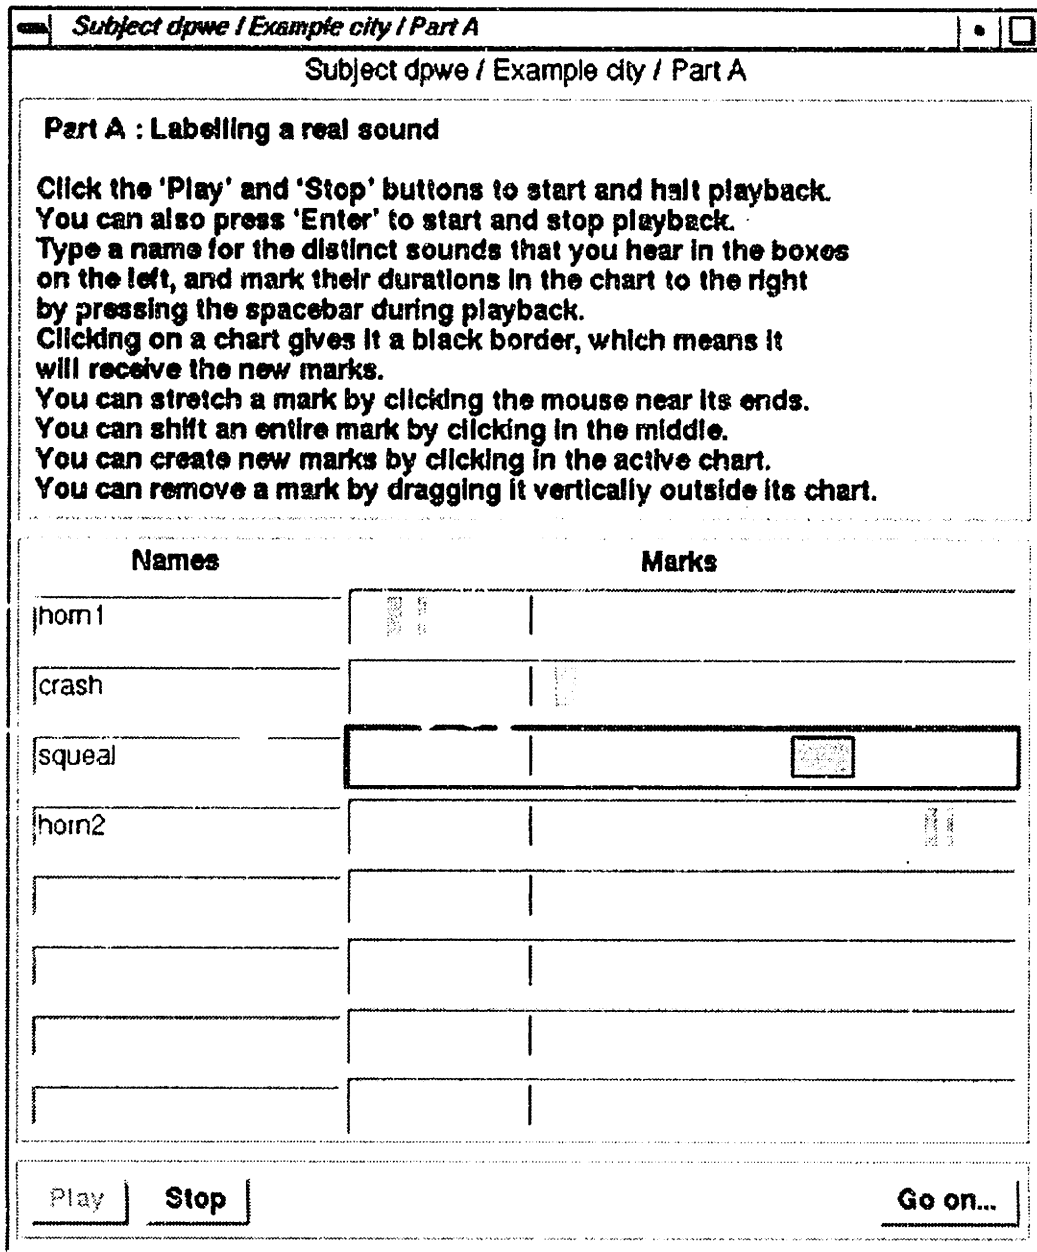 Subject dpwe / Example city / Part A
Subject dpwe / Example city / Part A
Part A : Labelling a real sound
Click the 'Play' and 'Stop' buttons to start and halt playback.
You can also press 'Enter' to start and stop playback.
Type a name for the distinct sounds that you hear in the boxes
on the left, and mark their durations in the chart to the right
by pressing the spacebar during playback.
Clicking on a chart gives it a black border, which means it
will receive the new marks.
You can stretch a mark by clicking the mouse near its ends.
You can shift an entire mark by clicking in the middle.
You can create new marks by clicking in the active chart.
You can remove a mark by dragging it vertically outside its chart.
Names Marks
horn1
crash
squeal
horn2
Play Stop Go on...